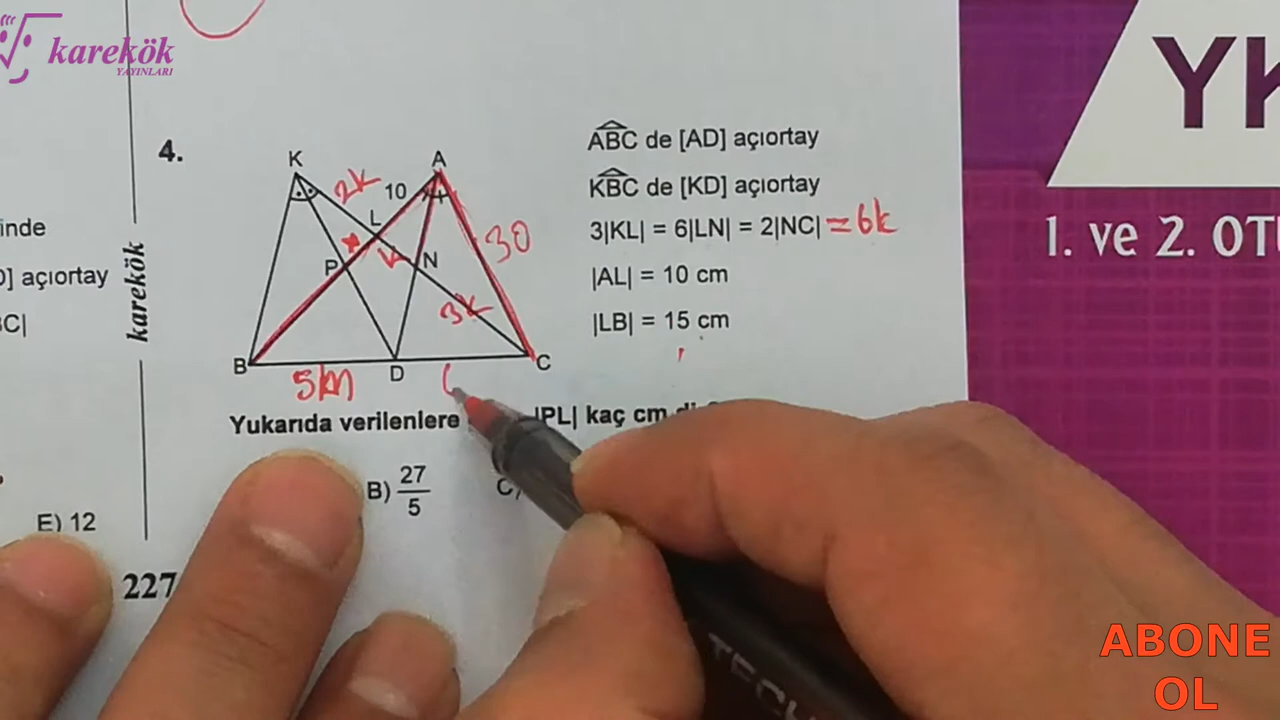 karekök
YAYINLARI
4.
K
A
2k
10
L
x
k
P
N
30
3k
B
5m
D
C
ABC de [AD] açıortay
KBC de [KD] açıortay
3|KL| = 6|LN| = 2|NC| = 6k
|AL| = 10 cm
|LB| = 15 cm
Yukarıda verilenlere
|PL| kaç cm
B) 27/5
C)
inde
] açıortay
BC|
E) 12
karekök
227
YK
1. ve 2. OT
ABONE
OL